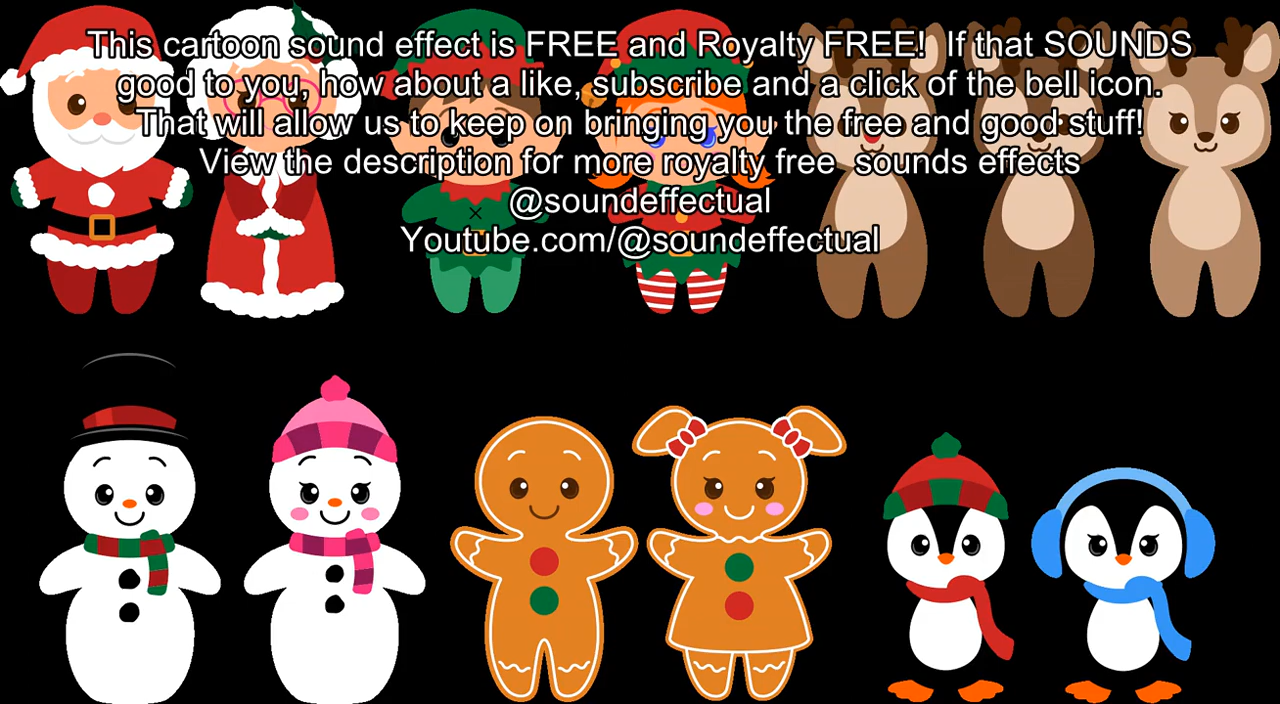 This cartoon sound effect is FREE and Royalty FREE! If that SOUNDS
good to you, how about a like, subscribe and a click of the bell icon.
That will allow us to keep on bringing you the free and good stuff!
View the description for more royalty free sounds effects
@soundeffectual
Youtube.com/@soundeffectual